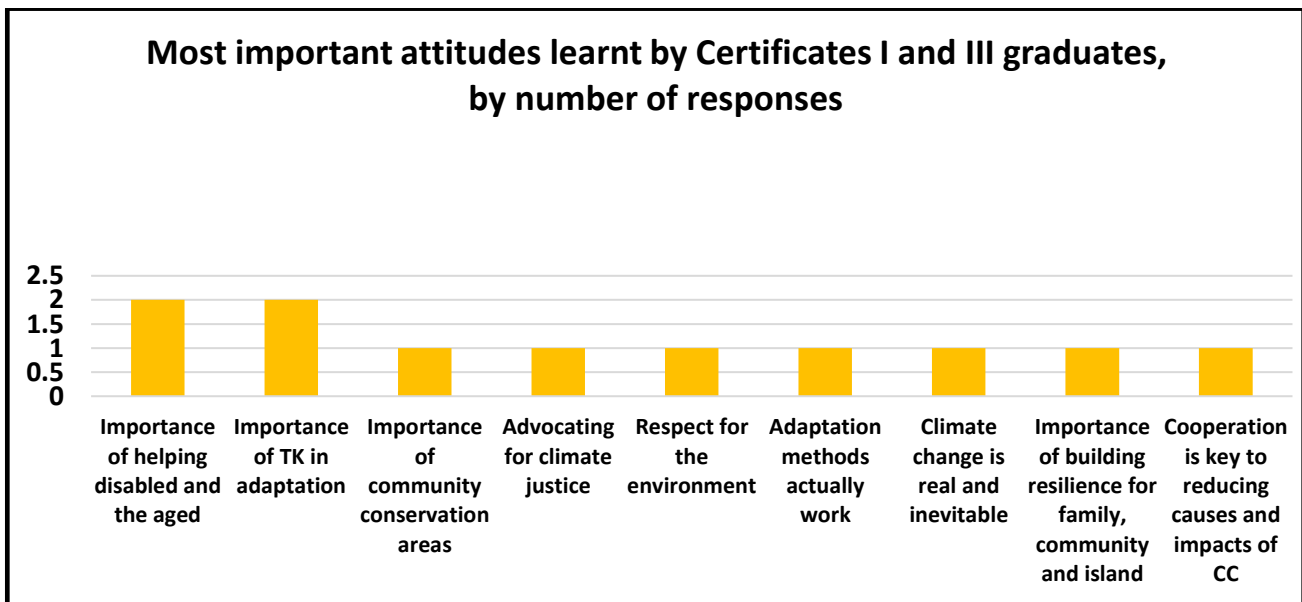 Most important attitudes learnt by Certificates I and III graduates,
by number of responses
2.5
2
1.5
1
0.5
0
Importance
of helping
disabled and
the aged
Importance
of TK in
adaptation
Importance
of
community
conservation
areas
Advocating
for climate
justice
Respect for
the
environment
Adaptation
methods
actually
work
Climate
change is
real and
inevitable
Importance
of building
resilience for
family,
community
and island
Cooperation
is key to
reducing
causes and
impacts of
CC